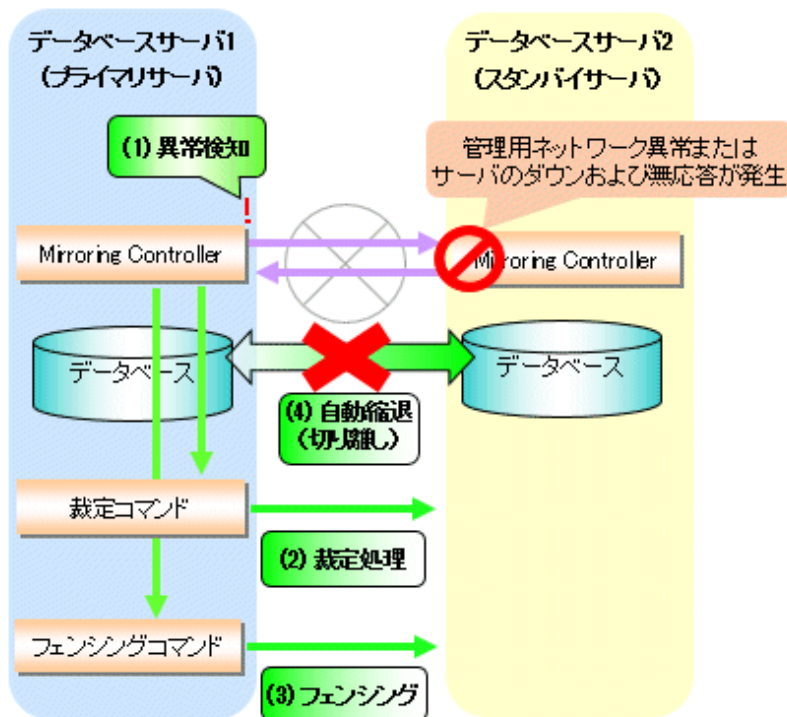 データベースサーバ1
(プライマリサーバ)
データベースサーバ2
(スタンバイサーバ)
(1) 異常検知
管理用ネットワーク異常または
サーバのダウンおよび無応答が発生
!
Mirroring Controller
Mirroring Controller
データベース
データベース
(4) 自動縮退
(切り離し)
裁定コマンド
(2) 裁定処理
フェンシングコマンド
(3) フェンシング